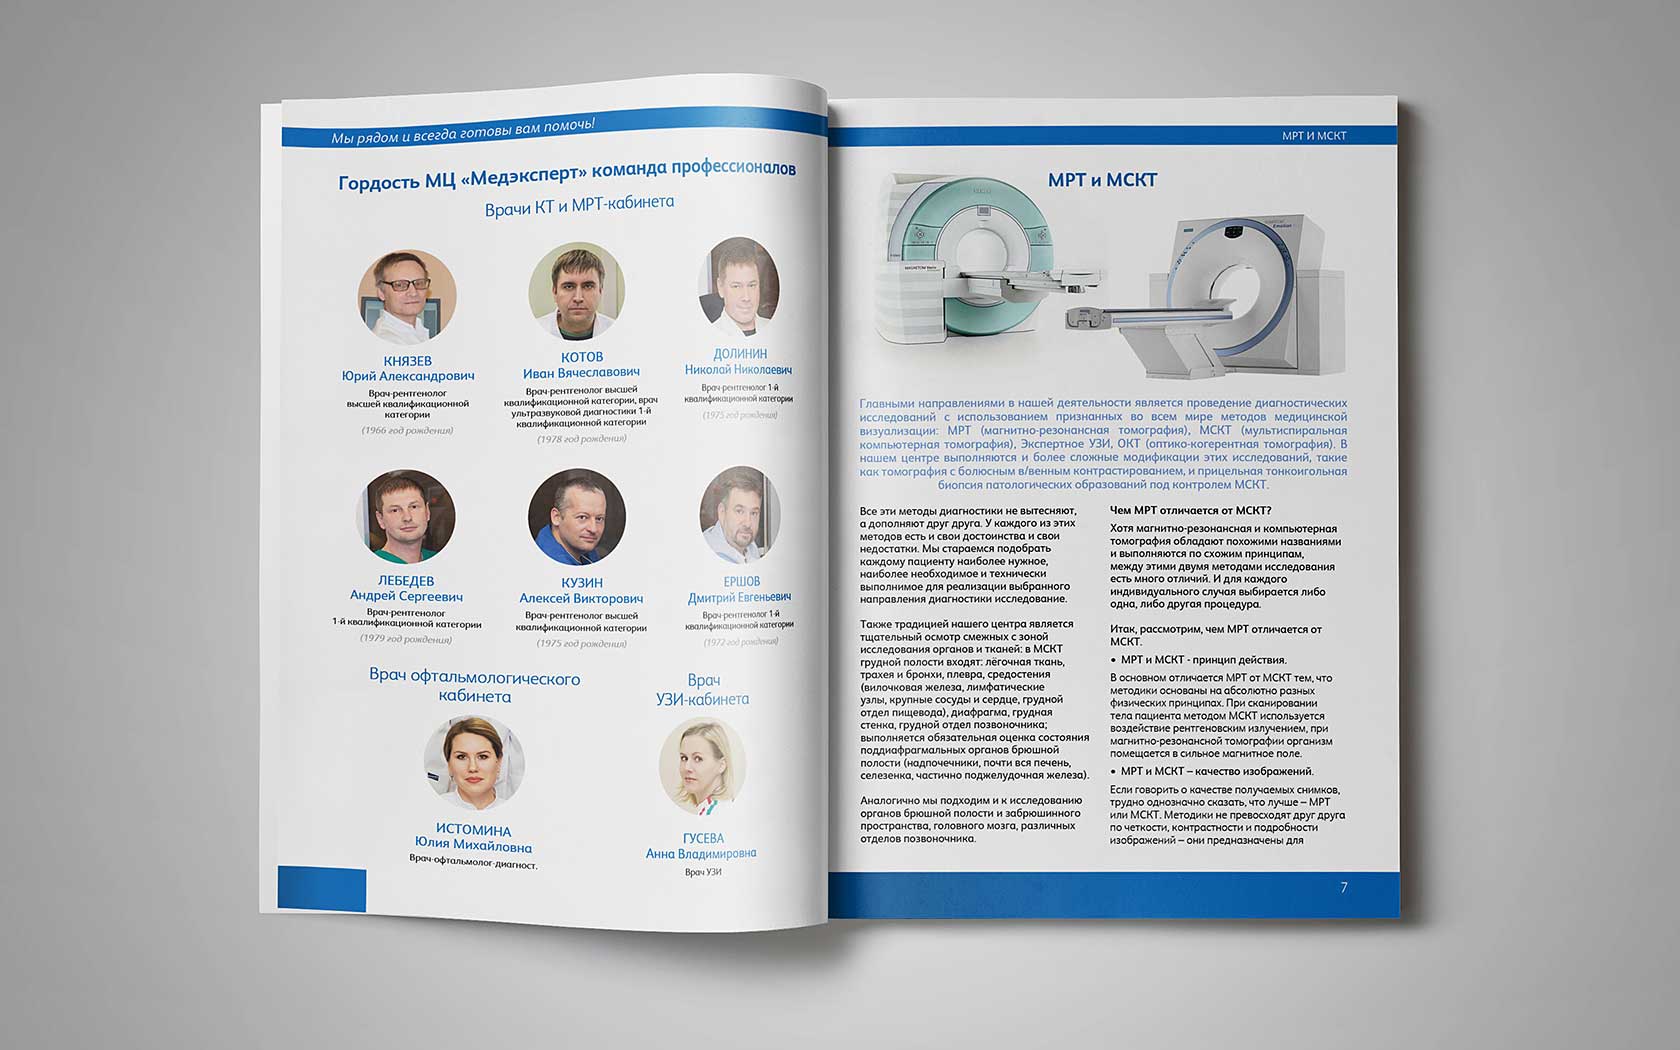 Мы рядом и всегда готовы вам помочь!
Гордость МЦ «Медэксперт» команда профессионалов
Врачи КТ и МРТ-кабинета
КНЯЗЕВ
Юрий Александрович
Врач-рентгенолог
высшей квалификационной
категории
(1966 год рождения)
КОТОВ
Иван Вячеславович
Врач-рентгенолог высшей
квалификационной категории, врач
ультразвуковой диагностики 1-й
квалификационной категории
(1978 год рождения)
ДОЛИНИН
Николай Николаевич
Врач-рентгенолог 1-й
квалификационной категории
(1975 год рождения)
ЛЕБЕДЕВ
Андрей Сергеевич
Врач-рентгенолог
1-й квалификационной категории
(1979 год рождения)
КУЗИН
Алексей Викторович
Врач-рентгенолог высшей
квалификационной категории
(1975 год рождения)
ЕРШОВ
Дмитрий Евгеньевич
Врач-рентгенолог 1-й
квалификационной категории
(1972 год рождения)
Врач офтальмологического
кабинета
ИСТОМИНА
Юлия Михайловна
Врач-офтальмолог-диагност.
Врач
УЗИ-кабинета
ГУСЕВА
Анна Владимировна
Врач УЗИ
МРТ И МСКТ
МРТ и МСКТ
Emotion
Главными направлениями в нашей деятельности является проведение диагностических
исследований с использованием признанных во всем мире методов медицинской
визуализации: МРТ (магнитно-резонансная томография), МСКТ (мультиспиральная
компьютерная томография), Экспертное УЗИ, ОКТ (оптико-когерентная томография). В
нашем центре выполняются и более сложные модификации этих исследований, такие
как томография с болюсным в/венным контрастированием, и прицельная тонкоигольная
биопсия патологических образований под контролем МСКТ.
Все эти методы диагностики не вытесняют,
а дополняют друг друга. У каждого из этих
методов есть и свои достоинства и свои
недостатки. Мы стараемся подобрать
каждому пациенту наиболее нужное,
наиболее необходимое и технически
выполнимое для реализации выбранного
направления диагностики исследование.
Также традицией нашего центра является
тщательный осмотр смежных с зоной
исследования органов и тканей: в МСКТ
грудной полости входят: лёгочная ткань,
трахея и бронхи, плевра, средостения
(вилочковая железа, лимфатические
узлы, крупные сосуды и сердце, грудной
отдел пищевода), диафрагма, грудная
стенка, грудной отдел позвоночника;
выполняется обязательная оценка состояния
поддиафрагмальных органов брюшной
полости (надпочечники, почти вся печень,
селезенка, частично поджелудочная железа).
Аналогично мы подходим и к исследованию
органов брюшной полости и забрюшинного
пространства, головного мозга, различных
отделов позвоночника.
Чем МРТ отличается от МСКТ?
Хотя магнитно-резонансная и компьютерная
томография обладают похожими названиями
и выполняются по схожим принципам,
между этими двумя методами исследования
есть много отличий. И для каждого
индивидуального случая выбирается либо
одна, либо другая процедура.
Итак, рассмотрим, чем МРТ отличается от
МСКТ.
• МРТ и МСКТ - принцип действия.
В основном отличается МРТ от МСКТ тем, что
методики основаны на абсолютно разных
физических принципах. При сканировании
тела пациента методом МСКТ используется
воздействие рентгеновским излучением, при
магнитно-резонансной томографии организм
помещается в сильное магнитное поле.
• МРТ и МСКТ – качество изображений.
Если говорить о качестве получаемых снимков,
трудно однозначно сказать, что лучше – МРТ
или МСКТ. Методики не превосходят друг друга
по четкости, контрастности и подробности
изображений – они предназначены для
7